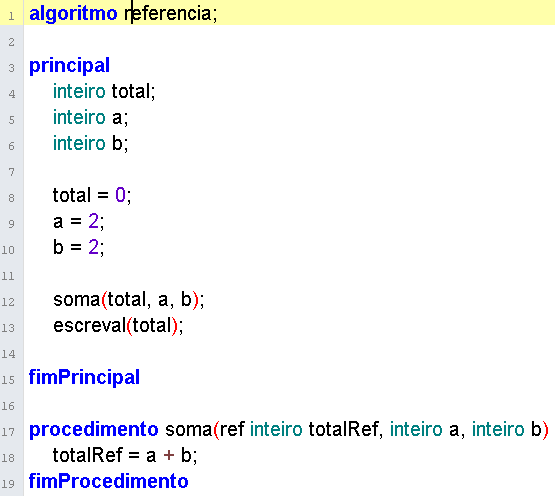 1 algoritmo referencia;
2
3 principal
4 inteiro total;
5 inteiro a;
6 inteiro b;
7
8 total = 0;
9 a = 2;
10 b = 2;
11
12 soma(total, a, b);
13 escreval(total);
14
15 fimPrincipal
16
17 procedimento soma(ref inteiro totalRef, inteiro a, inteiro b)
18 totalRef = a + b;
19 fimProcedimento